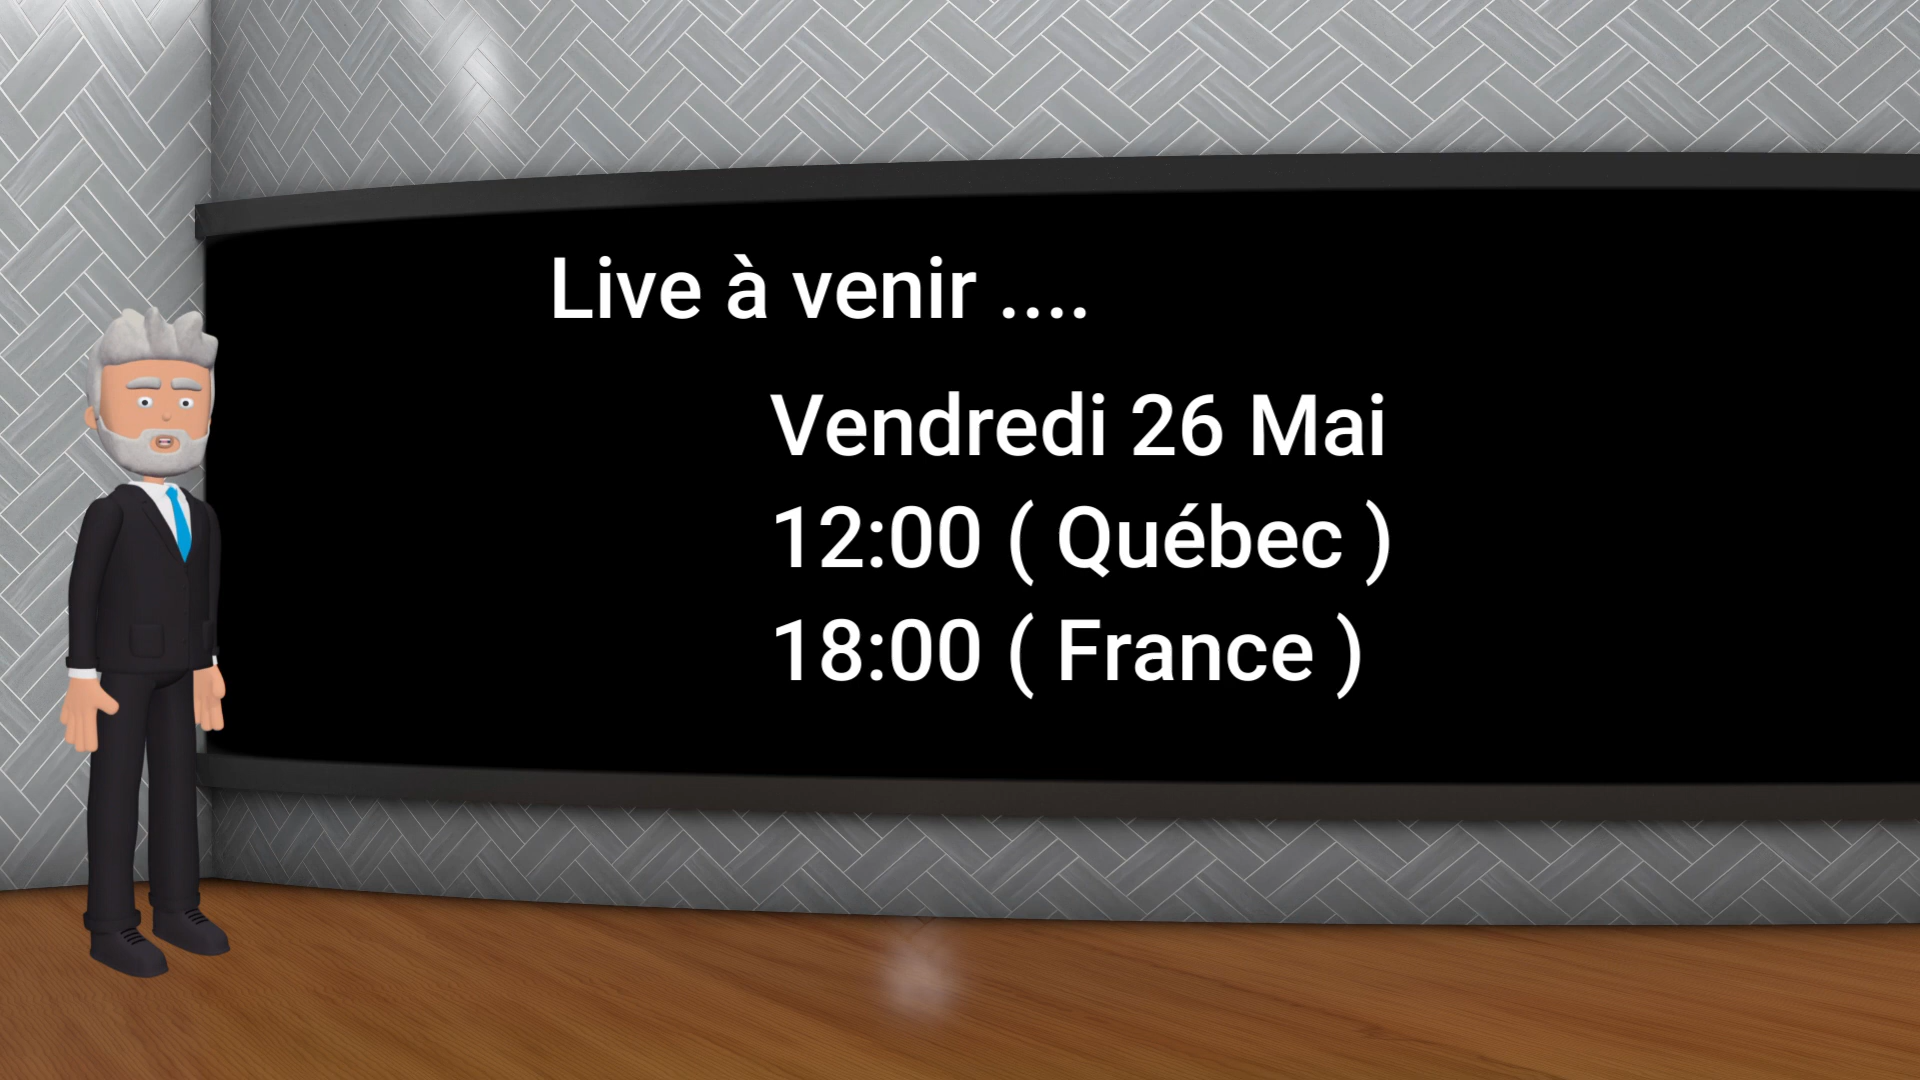 Live à venir ....
Vendredi 26 Mai
12:00 ( Québec )
18:00 ( France )